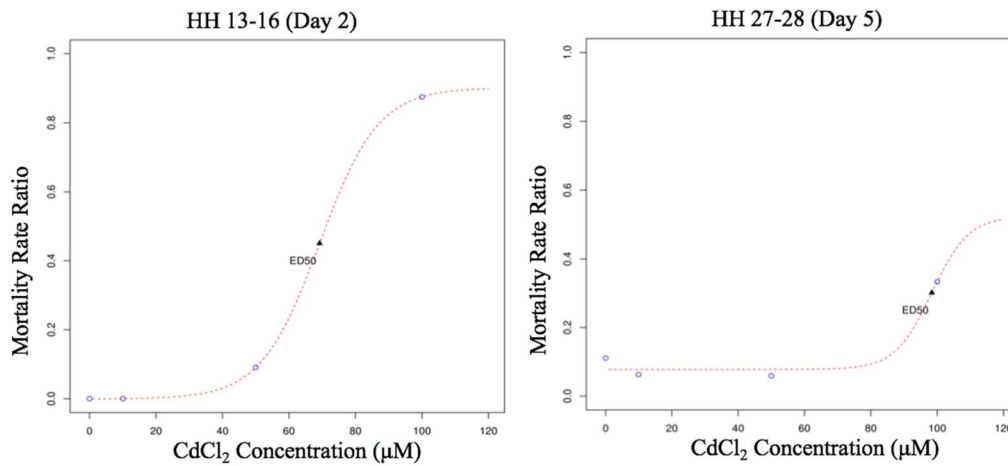 HH 13-16 (Day 2)
Mortality Rate Ratio
1.0
0.8
0.6
0.4
0.2
0.0
ED50
0 20 40 60 80 100 120
CdCl₂ Concentration (µM)
HH 27-28 (Day 5)
Mortality Rate Ratio
1.0
0.8
0.6
0.4
0.2
0.0
ED50
0 20 40 60 80 100 120
CdCl₂ Concentration (µM)